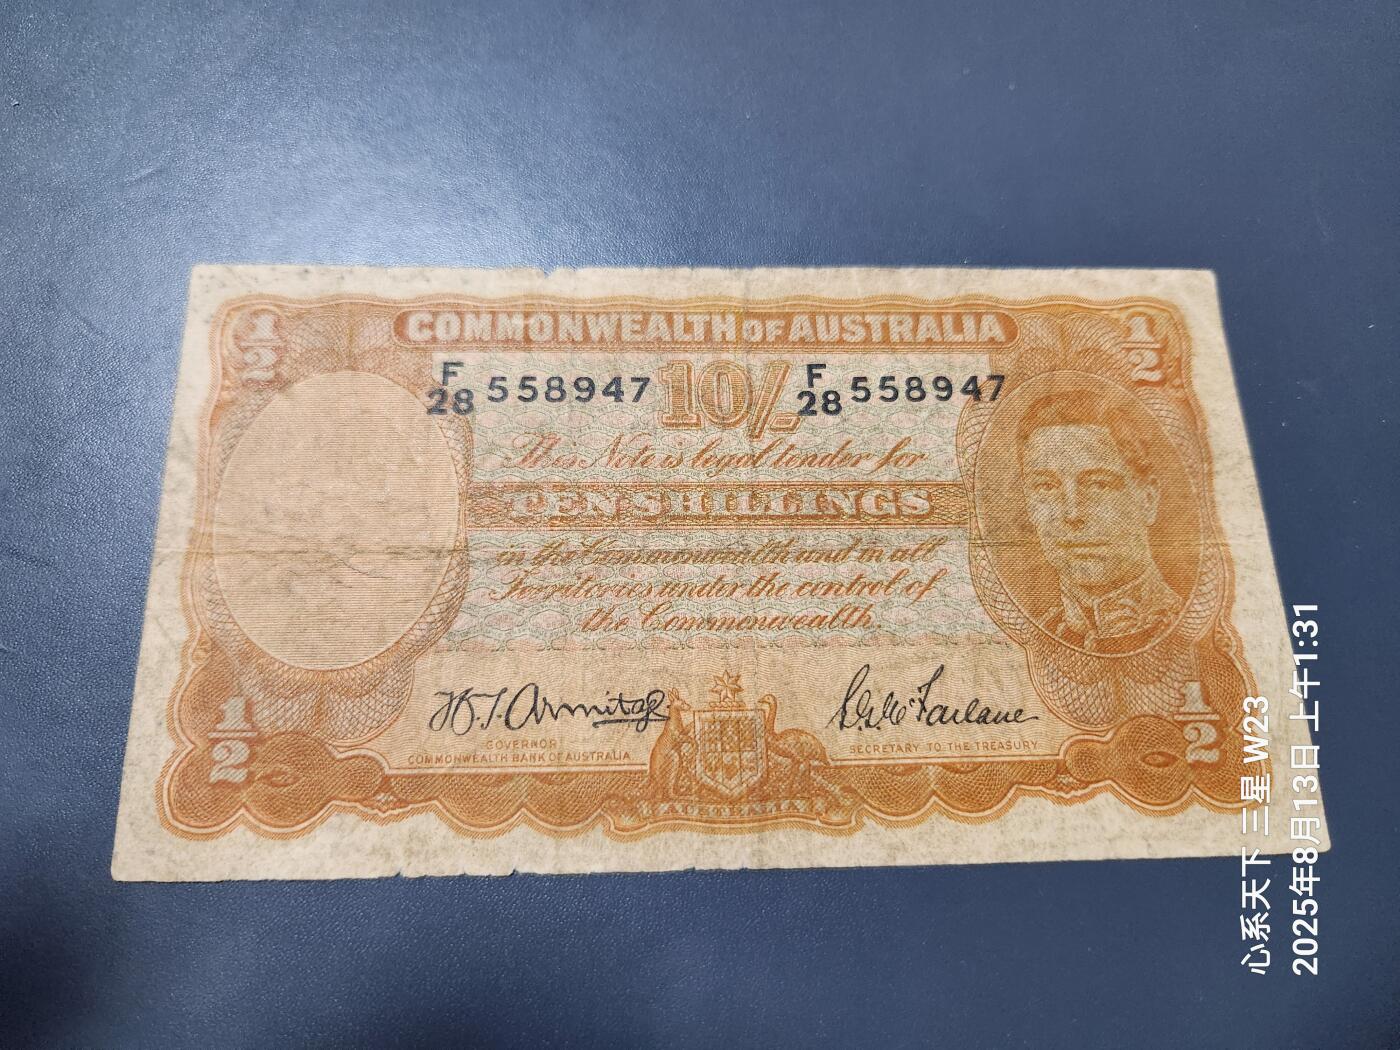 1/2
COMMONWEALTH OF AUSTRALIA
1/2
F/28 558947 10/- F/28 558947
This Note is legal tender for
TEN SHILLINGS
in the Commonwealth and in all
Territories under the control of
the Commonwealth.
H.T. Armitage
GOVERNOR
COMMONWEALTH BANK OF AUSTRALIA
S.G. McFarlane
SECRETARY TO THE TREASURY
1/2
1/2
AUSTRALIA
心系天下 三星 W23
2025年8月13日 上午1:31